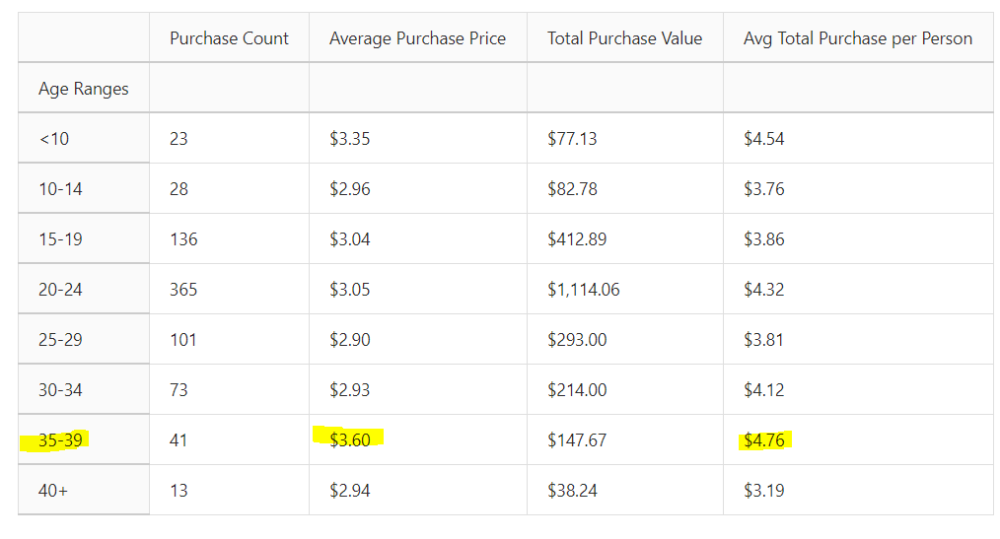 Purchase Count Average Purchase Price Total Purchase Value Avg Total Purchase per Person
Age Ranges
<10 23 $3.35 $77.13 $4.54
10-14 28 $2.96 $82.78 $3.76
15-19 136 $3.04 $412.89 $3.86
20-24 365 $3.05 $1,114.06 $4.32
25-29 101 $2.90 $293.00 $3.81
30-34 73 $2.93 $214.00 $4.12
35-39 41 $3.60 $147.67 $4.76
40+ 13 $2.94 $38.24 $3.19